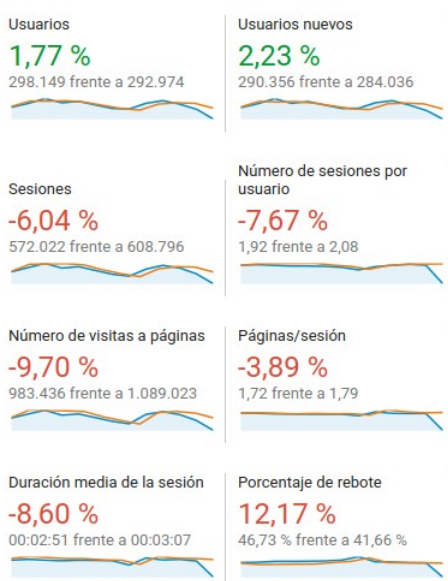 Usuarios
1,77 %
298.149 frente a 292.974
Usuarios nuevos
2,23 %
290.356 frente a 284.036
Sesiones
-6,04 %
572.022 frente a 608.796
Número de sesiones por
usuario
-7,67 %
1,92 frente a 2,08
Número de visitas a páginas
-9,70 %
983.436 frente a 1.089.023
Páginas/sesión
-3,89 %
1,72 frente a 1,79
Duración media de la sesión
-8,60 %
00:02:51 frente a 00:03:07
Porcentaje de rebote
12,17 %
46,73 % frente a 41,66 %